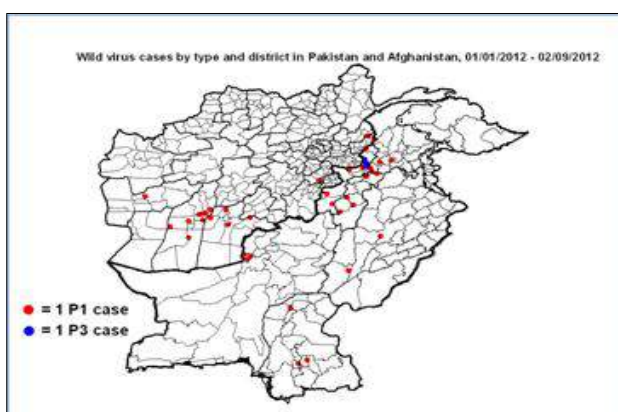 Wild virus cases by type and district in Pakistan and Afghanistan, 01/01/2012 - 02/09/2012
= 1 P1 case
= 1 P3 case